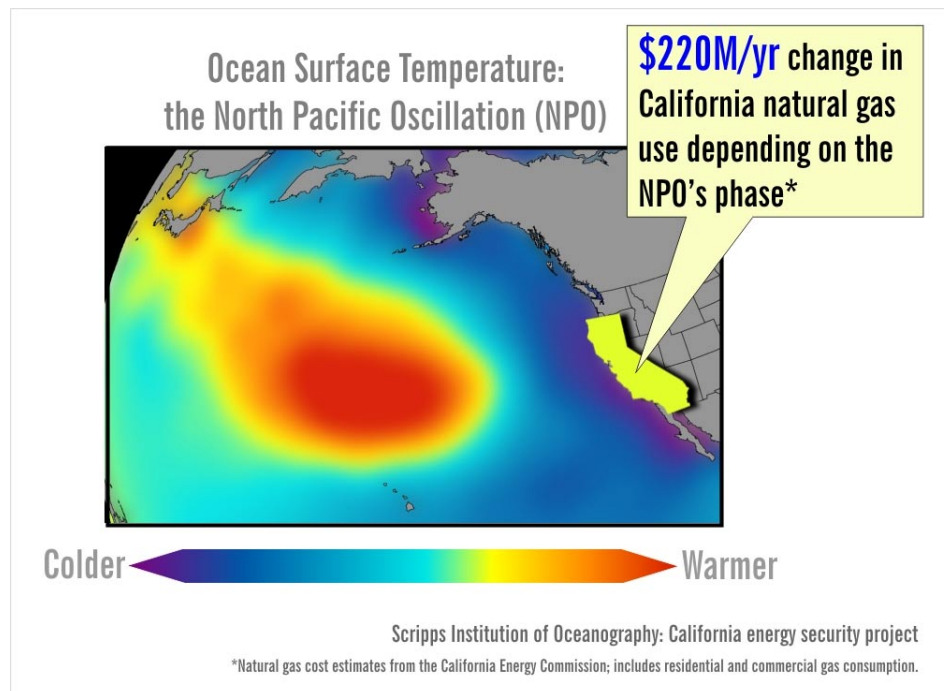 Ocean Surface Temperature:
the North Pacific Oscillation (NPO)
$220M/yr change in
California natural gas
use depending on the
NPO's phase*
Colder
Warmer
Scripps Institution of Oceanography: California energy security project
*Natural gas cost estimates from the California Energy Commission; includes residential and commercial gas consumption.